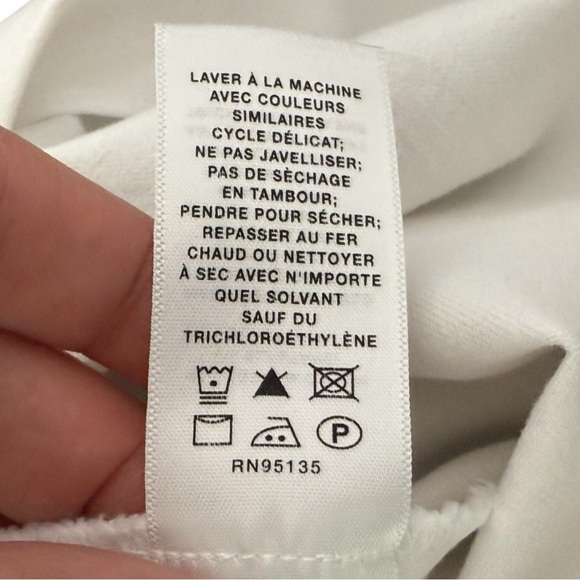 LAVER À LA MACHINE
AVEC COULEURS
SIMILAIRES
CYCLE DÉLICAT;
NE PAS JAVELLISER;
PAS DE SÈCHAGE
EN TAMBOUR;
PENDRE POUR SÉCHER;
REPASSER AU FER
CHAUD OU NETTOYER
À SEC AVEC N'IMPORTE
QUEL SOLVANT
SAUF DU
TRICHLOROÉTHYLÈNE
P
RN95135